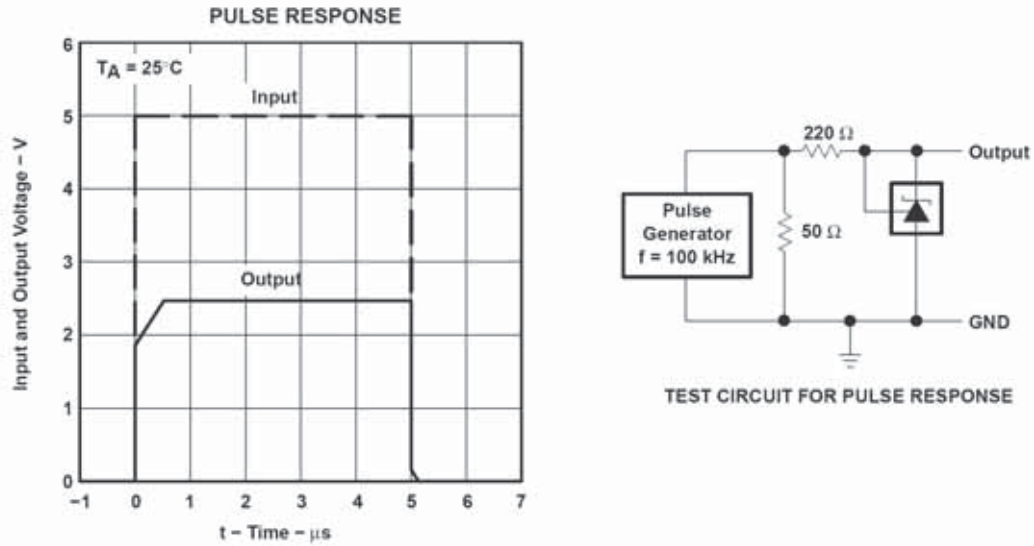 PULSE RESPONSE
6
5
4
3
2
1
0
Input and Output Voltage – V
TA = 25°C
Input
Output
–1 0 1 2 3 4 5 6 7
t – Time – μs
220 Ω
Output
Pulse
Generator
f = 100 kHz
50 Ω
GND
TEST CIRCUIT FOR PULSE RESPONSE